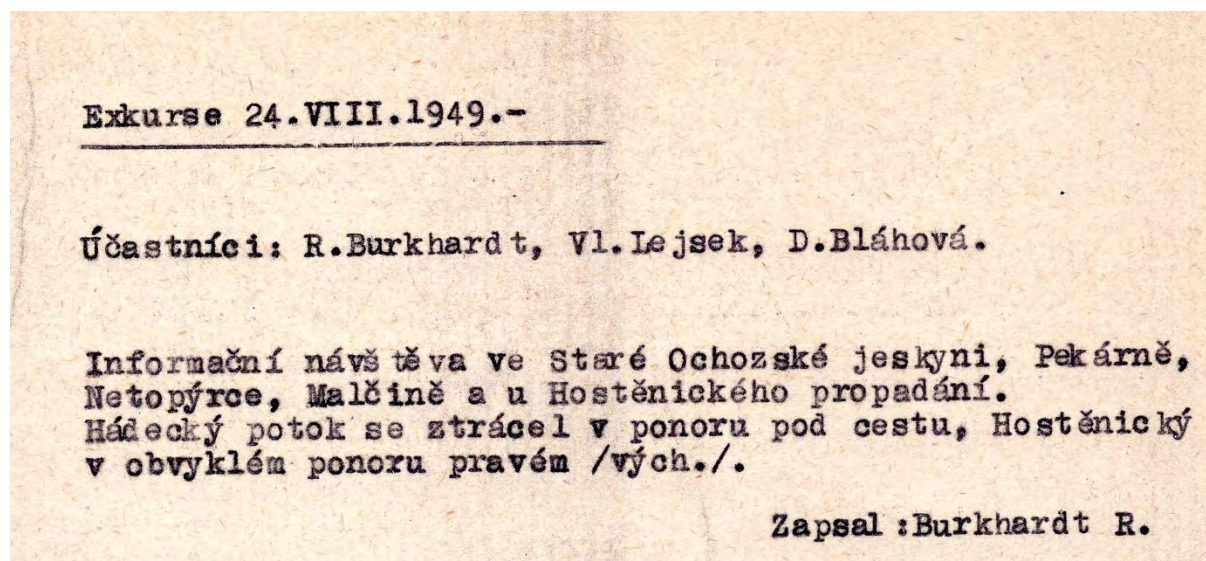 Exkurse 24.VIII.1949.-
Účastníci: R.Burkhardt, Vl.Lejsek, D.Bláhová.
Informační návštěva ve Staré Ochozské jeskyni, Pekárně,
Netopýrce, Malčině a u Hostěnického propadání.
Hádecký potok se ztrácel v ponoru pod cestu, Hostěnický
v obvyklém ponoru pravém /vých./.
Zapsal:Burkhardt R.